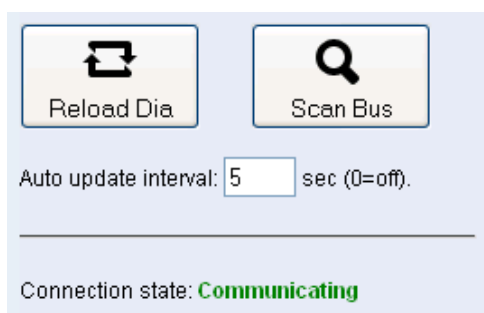 Reload Dia
Scan Bus
Auto update interval: 5 sec (0=off).
Connection state: Communicating